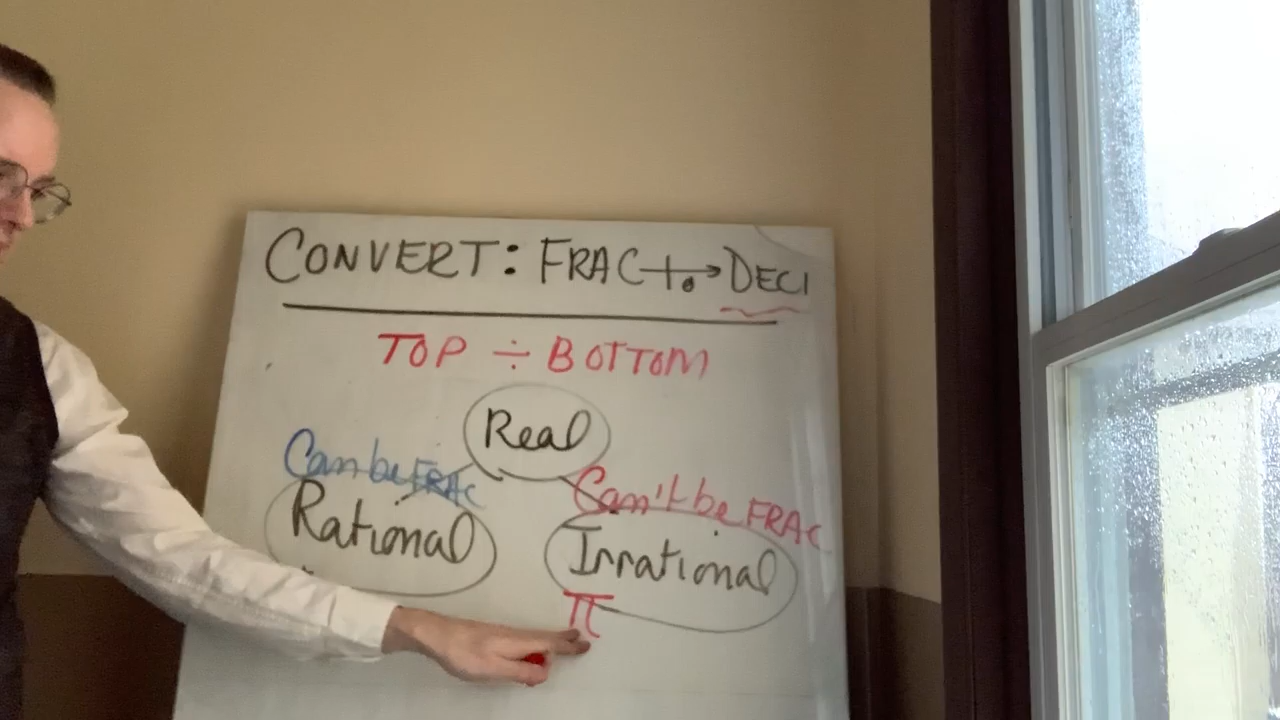 CONVERT: FRAC → DECI
TOP ÷ BOTTOM
Real
Can be FRAC
Can't be FRAC
Rational
Irrational
π